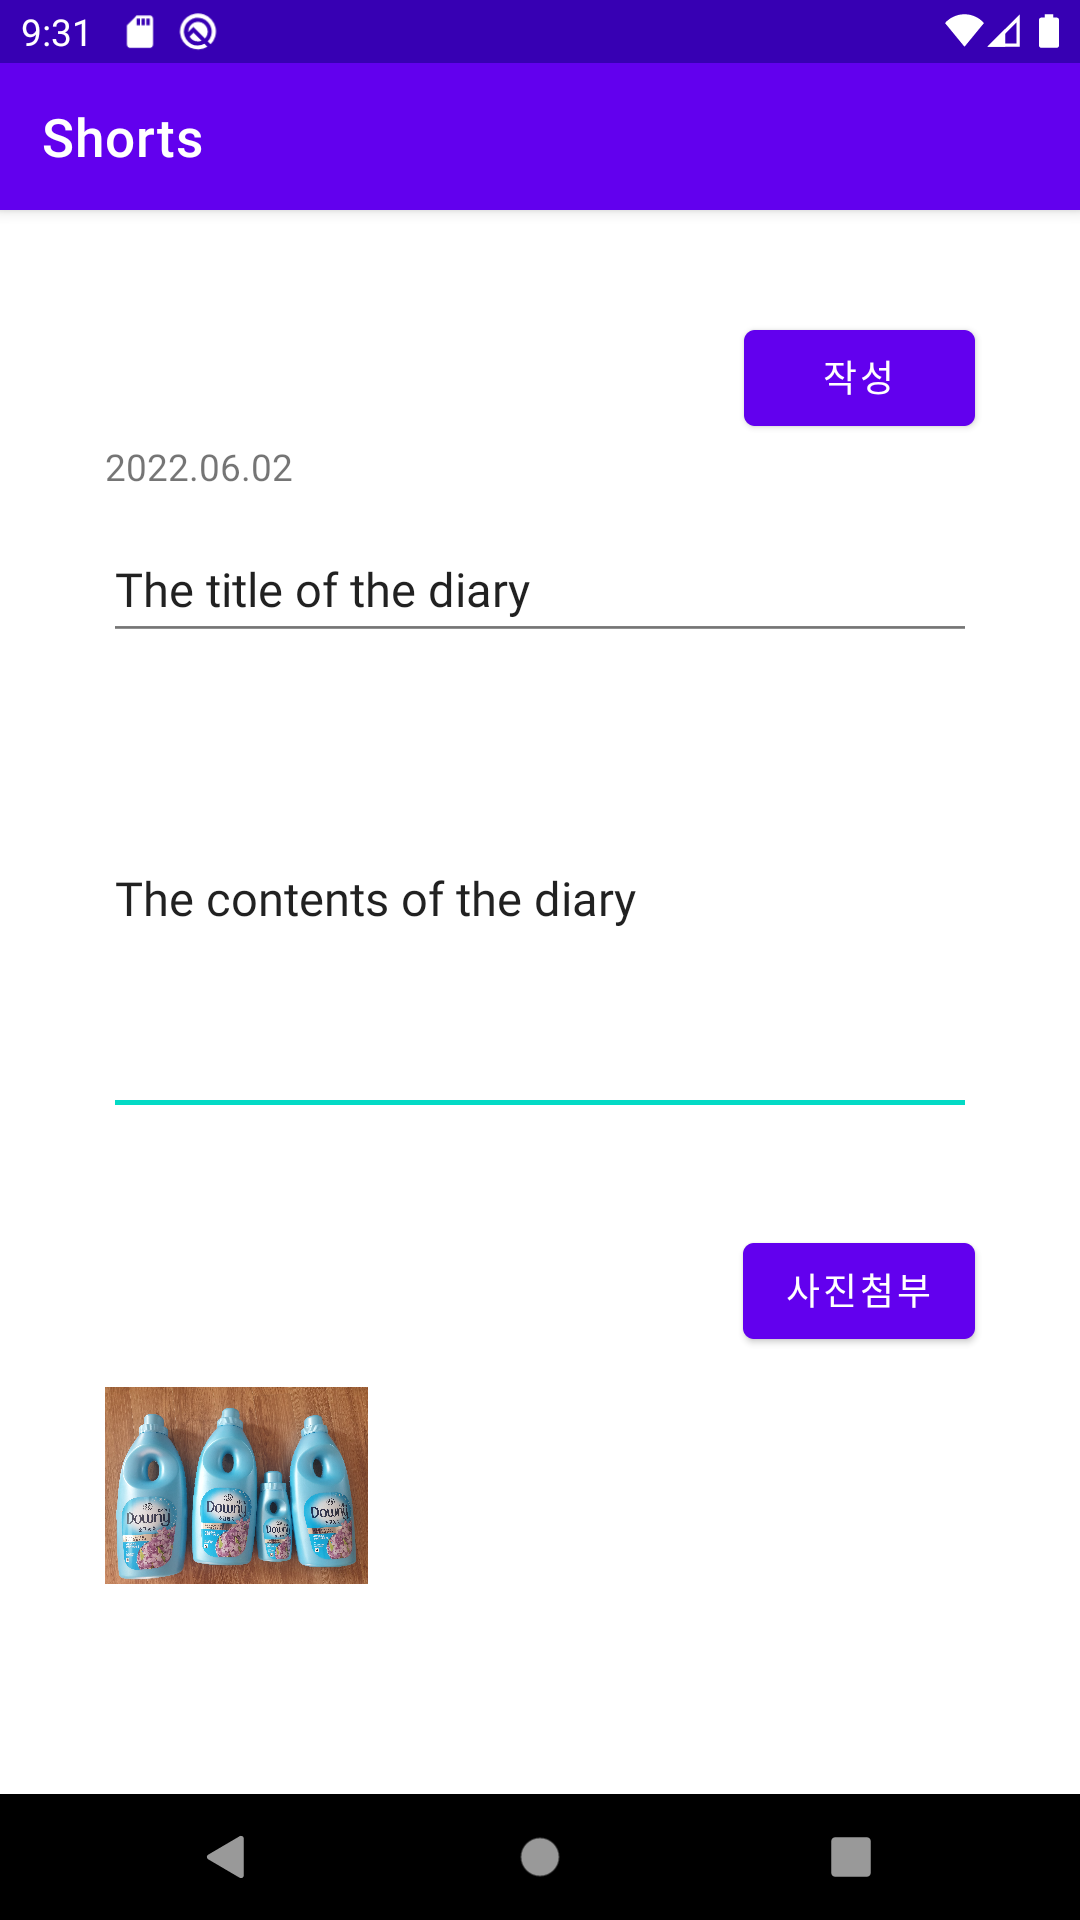 9:31
Shorts
작성
2022.06.02
The title of the diary
The contents of the diary
사진첨부
Downy
Downy
Downy
Downy